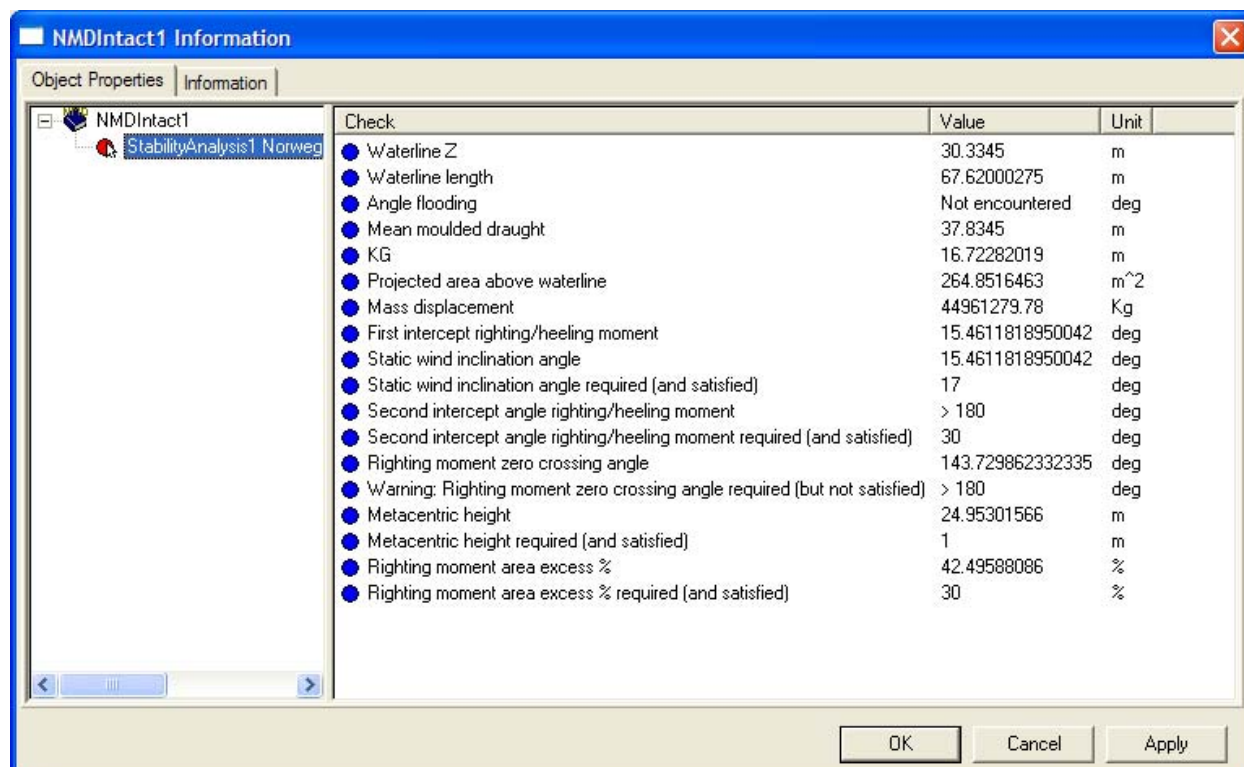 NMDIntact1 Information
Object Properties Information
NMDIntact1
StabilityAnalysis1 Norweg
Check Value Unit
Waterline Z 30.3345 m
Waterline length 67.62000275 m
Angle flooding Not encountered deg
Mean moulded draught 37.8345 m
KG 16.72282019 m
Projected area above waterline 264.8516463 m^2
Mass displacement 44961279.78 Kg
First intercept righting/heeling moment 15.4611818950042 deg
Static wind inclination angle 15.4611818950042 deg
Static wind inclination angle required (and satisfied) 17 deg
Second intercept angle righting/heeling moment > 180 deg
Second intercept angle righting/heeling moment required (and satisfied) 30 deg
Righting moment zero crossing angle 143.729862332335 deg
Warning: Righting moment zero crossing angle required (but not satisfied) > 180 deg
Metacentric height 24.95301566 m
Metacentric height required (and satisfied) 1 m
Righting moment area excess % 42.49588086 %
Righting moment area excess % required (and satisfied) 30 %
OK Cancel Apply